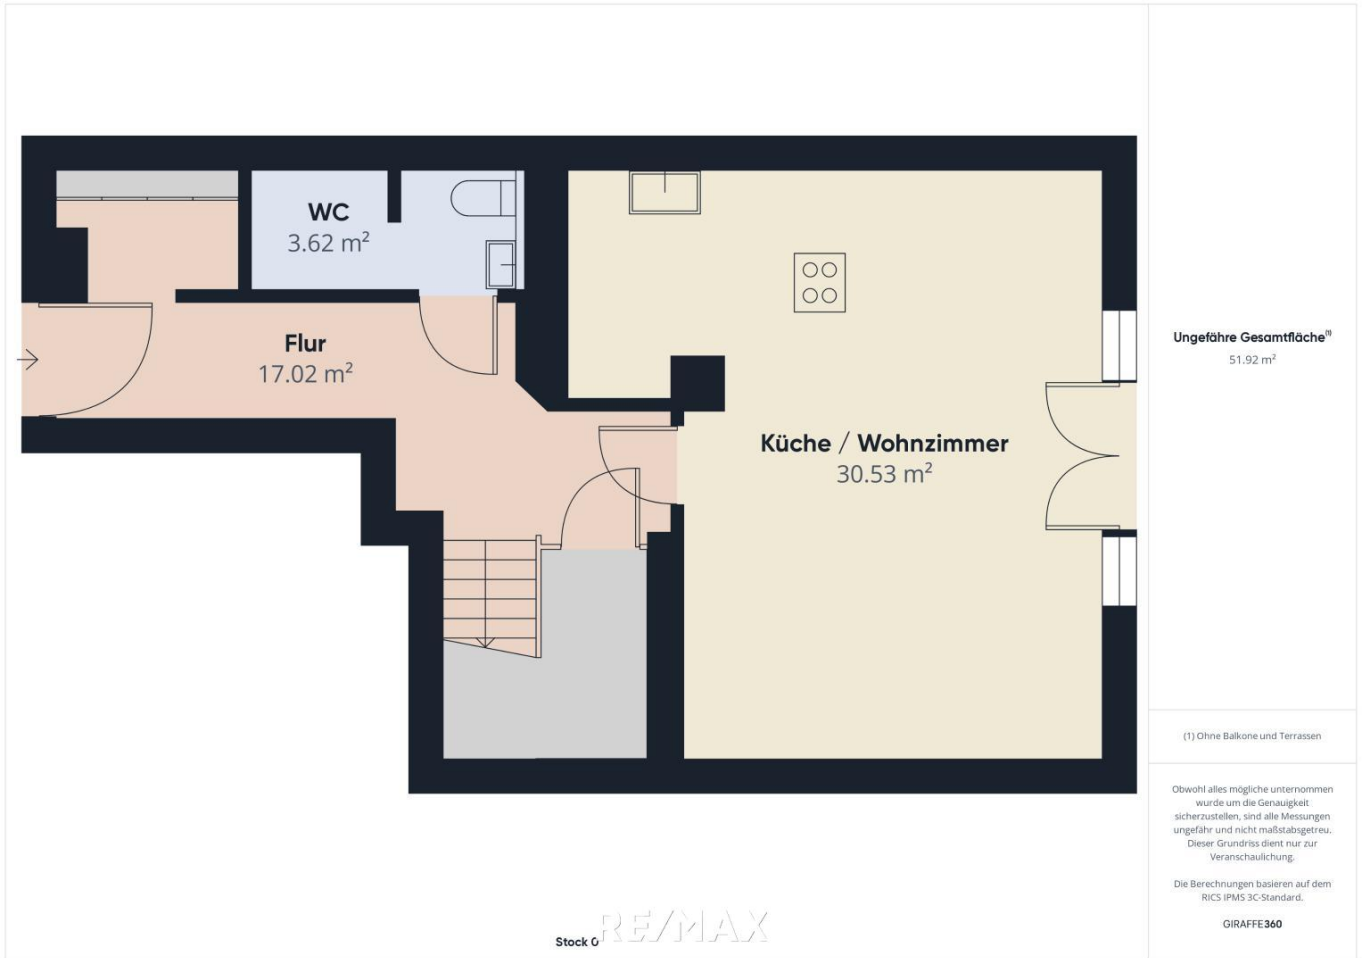 WC
3.62 m²
Flur
17.02 m²
Küche / Wohnzimmer
30.53 m²
Ungefähre Gesamtfläche(1)
51.92 m²
(1) Ohne Balkone und Terrassen
Obwohl alles mögliche unternommen
wurde um die Genauigkeit
sicherzustellen, sind alle Messungen
ungefähr und nicht maßstabsgetreu.
Dieser Grundriss dient nur zur
Veranschaulichung.
Die Berechnungen basieren auf dem
RICS IPMS 3C-Standard.
GIRAFFE360
Stock 0
RE/MAX